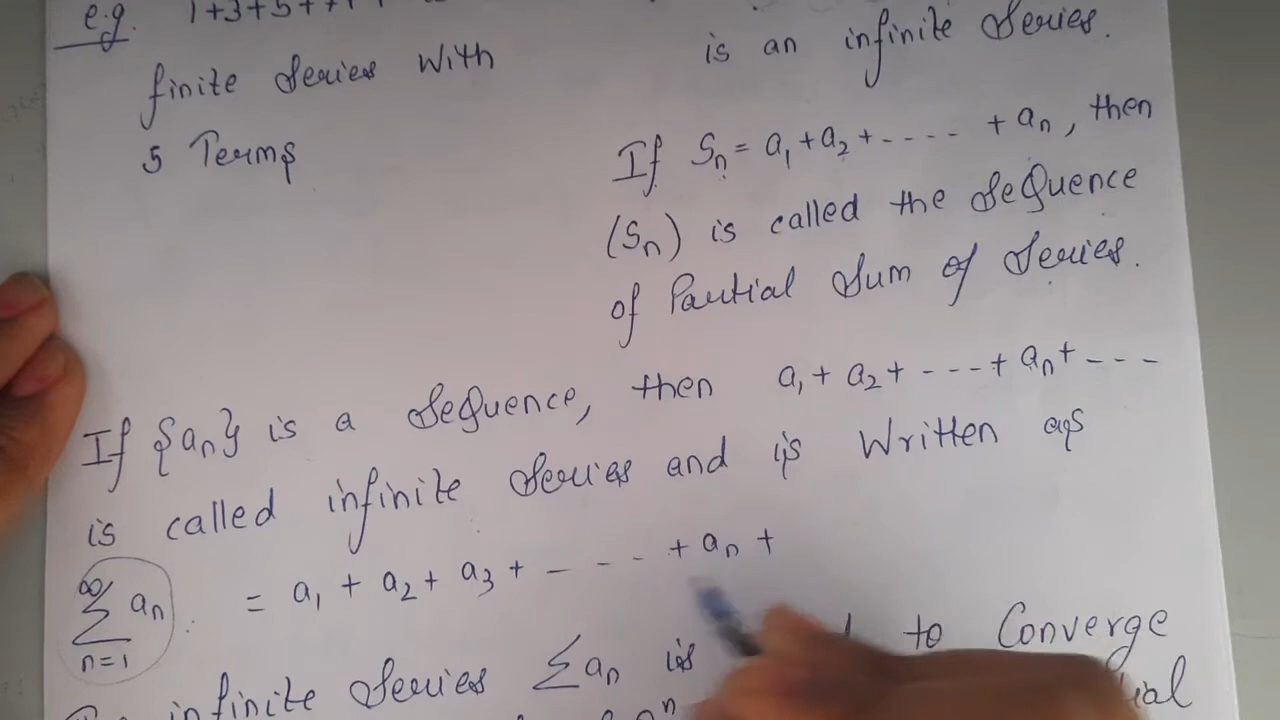 e.g. 1+3+5+7+
finite Series With
5 Terms
is an infinite Series.
If Sn = a1 + a2 + ..... + an, then
(Sn) is called the Sequence
of Partial Sum of Series.
If {an} is a Sequence, then a1 + a2 + ---- + an + ---
is called infinite Series and is Written as
∞
∑ an = a1 + a2 + a3 + - - - + an +
n=1
infinite Series ∑an is to Converge